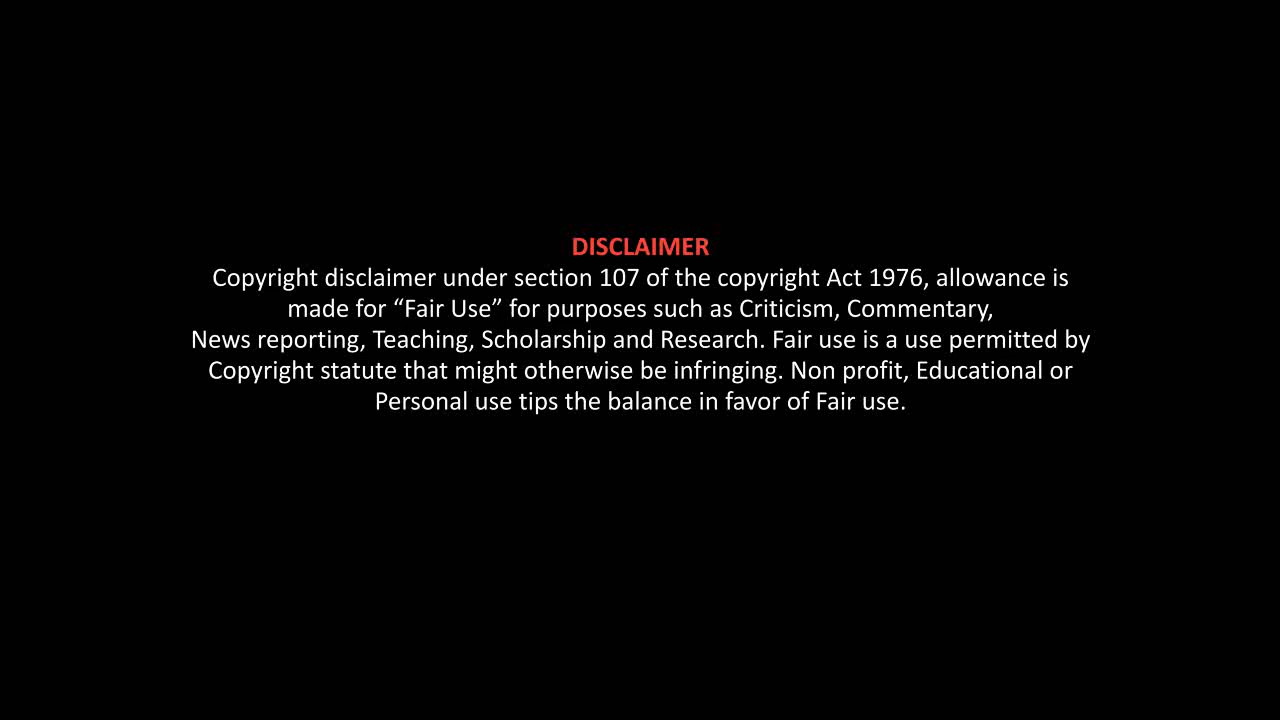 DISCLAIMER
Copyright disclaimer under section 107 of the copyright Act 1976, allowance is
made for “Fair Use” for purposes such as Criticism, Commentary,
News reporting, Teaching, Scholarship and Research. Fair use is a use permitted by
Copyright statute that might otherwise be infringing. Non profit, Educational or
Personal use tips the balance in favor of Fair use.